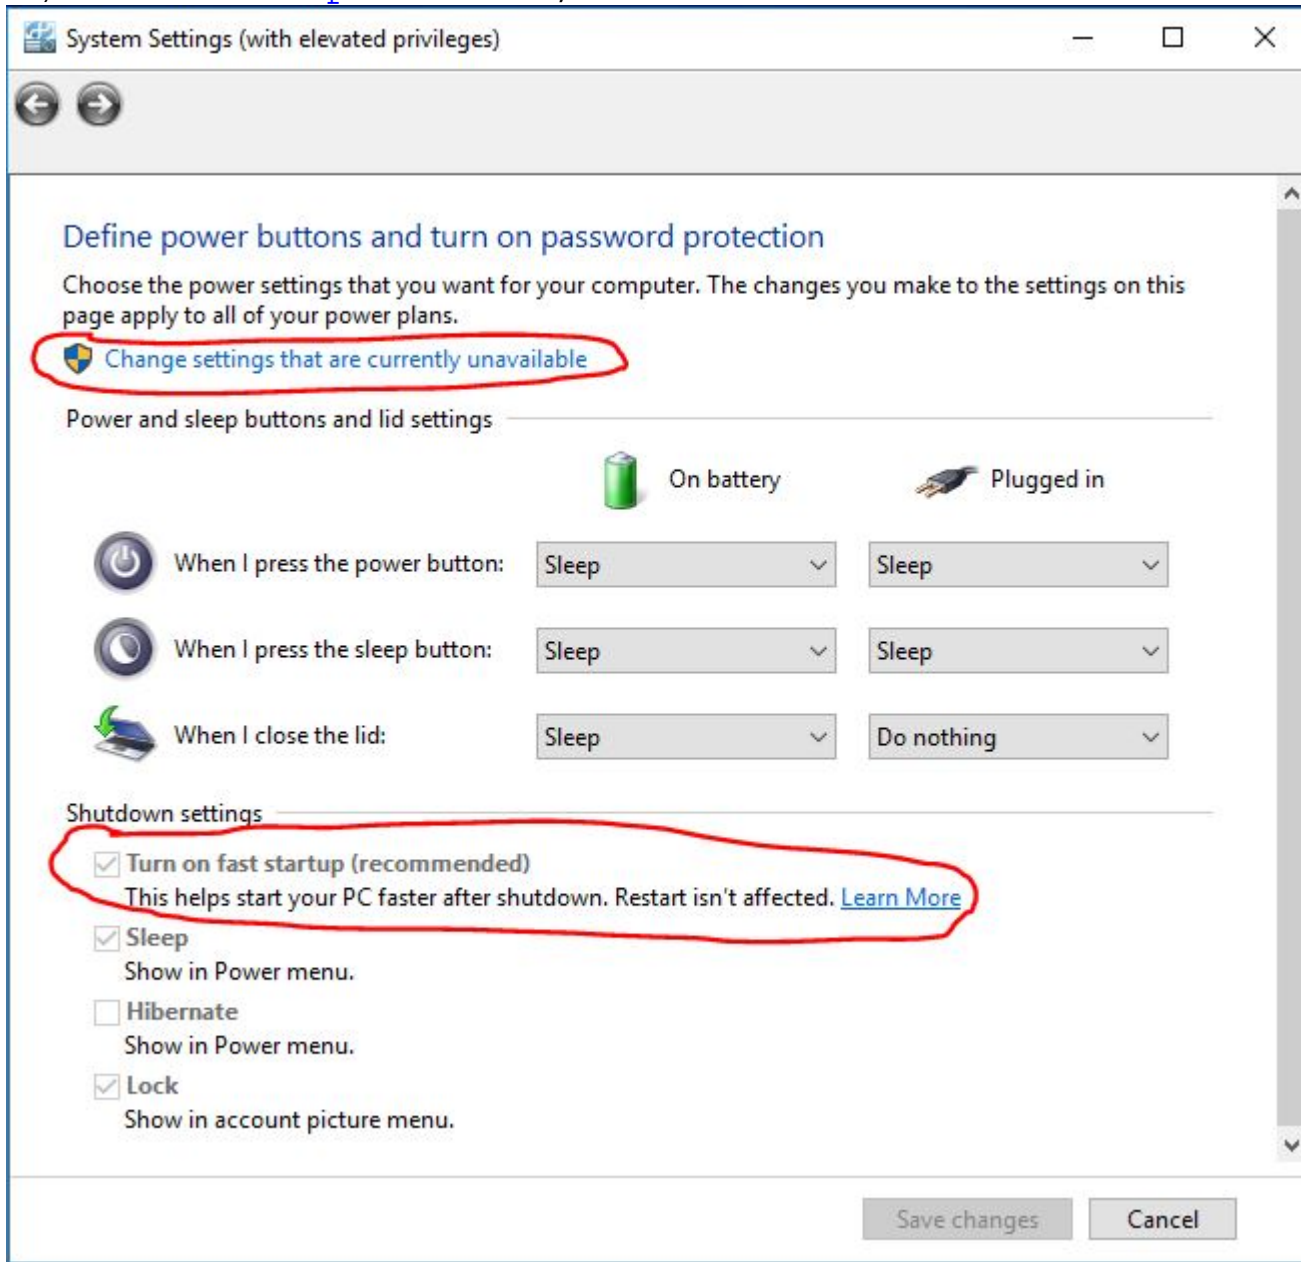 System Settings (with elevated privileges)
Define power buttons and turn on password protection
Choose the power settings that you want for your computer. The changes you make to the settings on this
page apply to all of your power plans.
Change settings that are currently unavailable
Power and sleep buttons and lid settings
On battery Plugged in
When I press the power button: Sleep Sleep
When I press the sleep button: Sleep Sleep
When I close the lid: Sleep Do nothing
Shutdown settings
Turn on fast startup (recommended)
This helps start your PC faster after shutdown. Restart isn't affected. Learn More
Sleep
Show in Power menu.
Hibernate
Show in Power menu.
Lock
Show in account picture menu.
Save changes Cancel